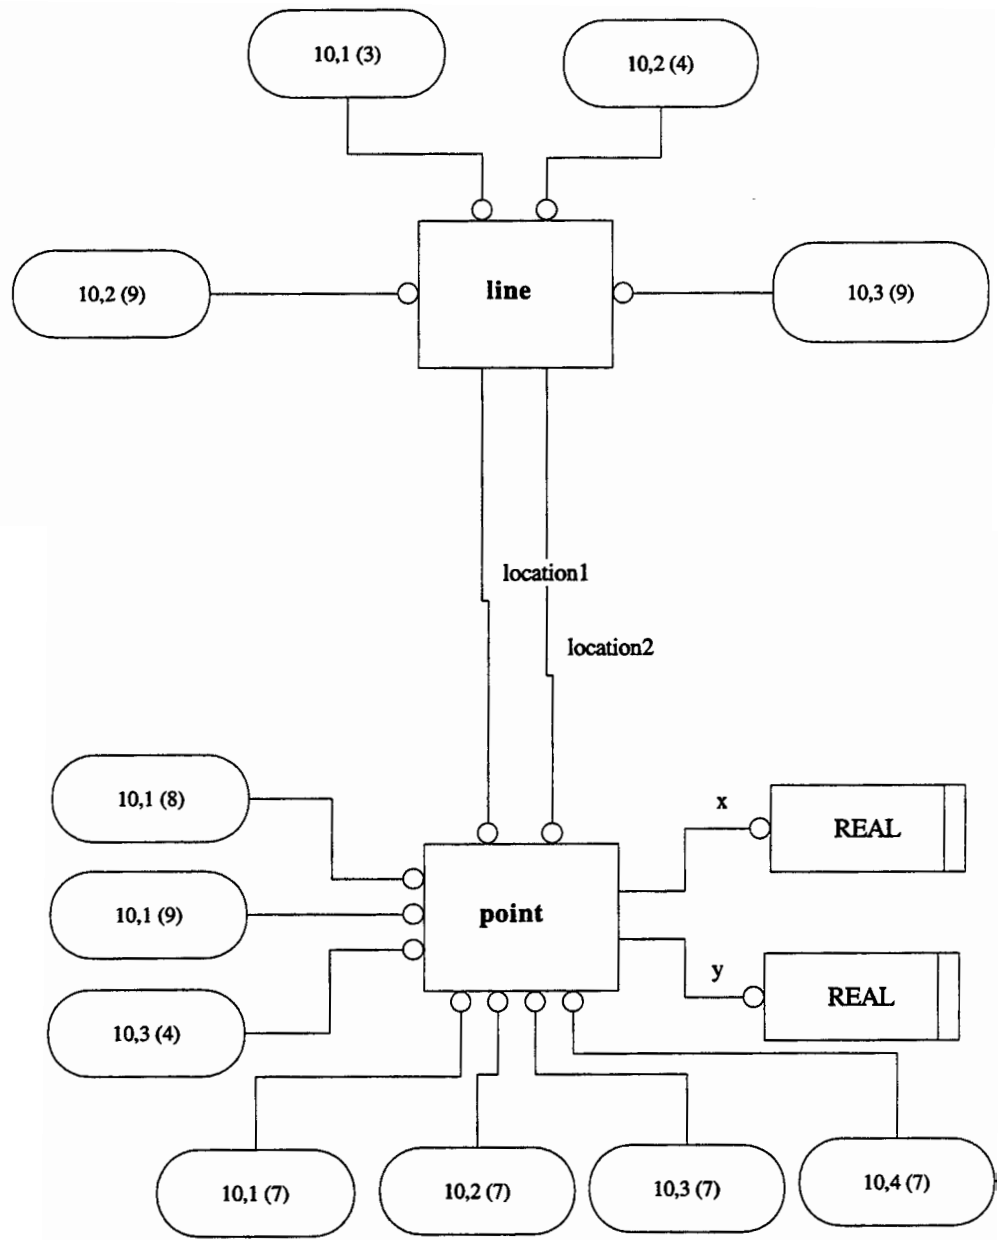 10,1 (3)
10,2 (4)
10,2 (9)
line
10,3 (9)
location1
location2
10,1 (8)
x
REAL
10,1 (9)
point
y
REAL
10,3 (4)
10,1 (7)
10,2 (7)
10,3 (7)
10,4 (7)